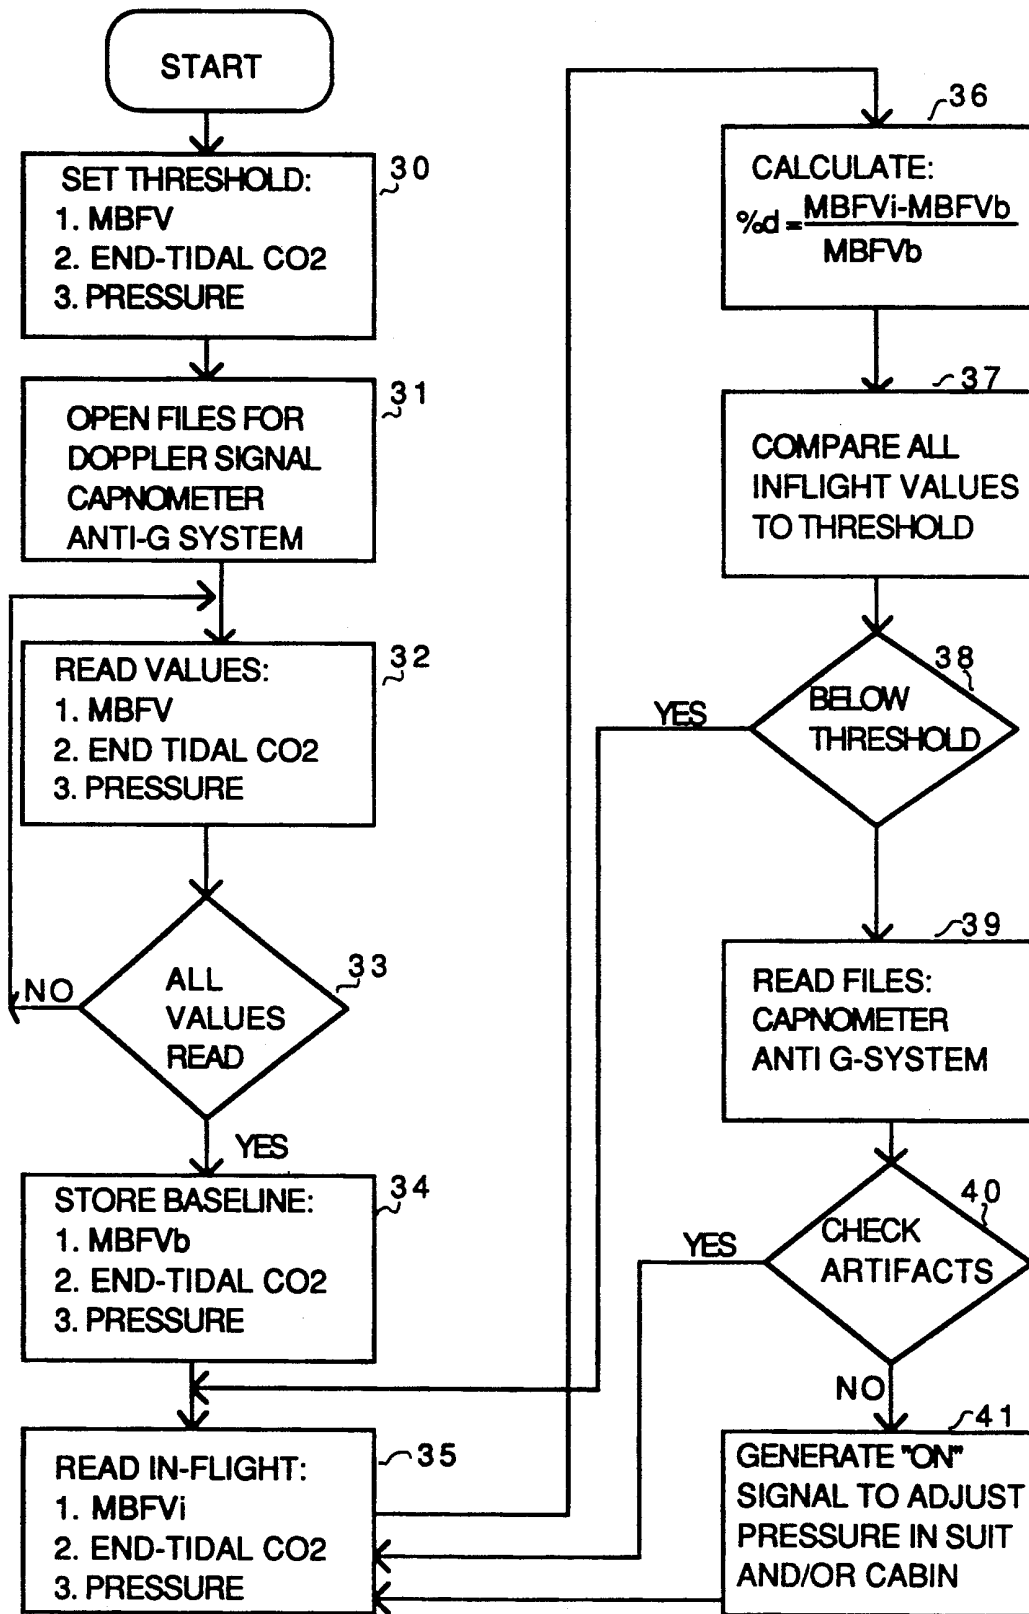 START
30
SET THRESHOLD:
1. MBFV
2. END-TIDAL CO2
3. PRESSURE
31
OPEN FILES FOR
DOPPLER SIGNAL
CAPNOMETER
ANTI-G SYSTEM
32
READ VALUES:
1. MBFV
2. END TIDAL CO2
3. PRESSURE
33
ALL
VALUES
READ
NO
YES
34
STORE BASELINE:
1. MBFVb
2. END-TIDAL CO2
3. PRESSURE
35
READ IN-FLIGHT:
1. MBFVi
2. END-TIDAL CO2
3. PRESSURE
36
CALCULATE:
%d = MBFVi-MBFVb
MBFVb
37
COMPARE ALL
INFLIGHT VALUES
TO THRESHOLD
38
BELOW
THRESHOLD
YES
39
READ FILES:
CAPNOMETER
ANTI G-SYSTEM
40
CHECK
ARTIFACTS
YES
NO
41
GENERATE "ON"
SIGNAL TO ADJUST
PRESSURE IN SUIT
AND/OR CABIN